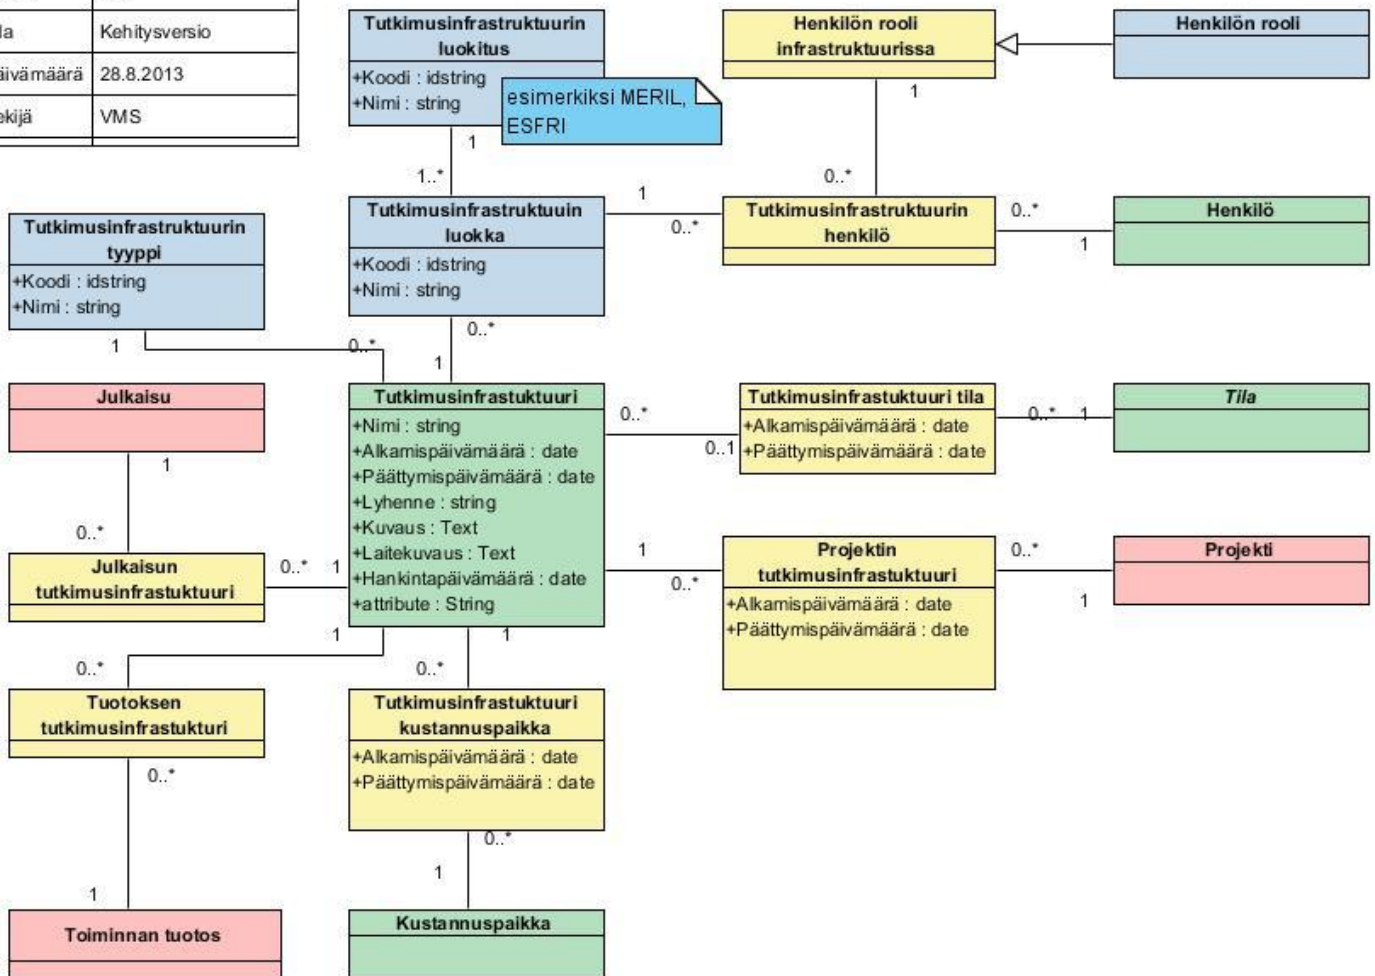 la Kehitysversio
äivämäärä 28.8.2013
ekijä VMS
Tutkimusinfrastruktuurin
luokitus
+Koodi : idstring
+Nimi : string
esimerkiksi MERIL,
ESFRI
Henkilön rooli
infrastruktuurissa
Henkilön rooli
1
1
1..*
0..*
Tutkimusinfrastruktuurin
tyyppi
+Koodi : idstring
+Nimi : string
Tutkimusinfrastruktuuin
luokka
+Koodi : idstring
+Nimi : string
1
0..*
Tutkimusinfrastruktuurin
henkilö
0..*
1
Henkilö
1
0..*
0..*
1
Julkaisu
1
0..*
Tutkimusinfrastuktuuri
+Nimi : string
+Alkamispäivämäärä : date
+Päättymispäivämäärä : date
+Lyhenne : string
+Kuvaus : Text
+Laitekuvaus : Text
+Hankintapäivämäärä : date
+attribute : String
0..*
0..1
Tutkimusinfrastuktuuri tila
+Alkamispäivämäärä : date
+Päättymispäivämäärä : date
0..*
1
Tila
Julkaisun
tutkimusinfrastuktuuri
0..*
1
1
0..*
Projektin
tutkimusinfrastuktuuri
+Alkamispäivämäärä : date
+Päättymispäivämäärä : date
0..*
1
Projekti
1
1
0..*
0..*
Tuotoksen
tutkimusinfrastukturi
Tutkimusinfrastuktuuri
kustannuspaikka
+Alkamispäivämäärä : date
+Päättymispäivämäärä : date
0..*
0..*
1
1
Toiminnan tuotos
Kustannuspaikka